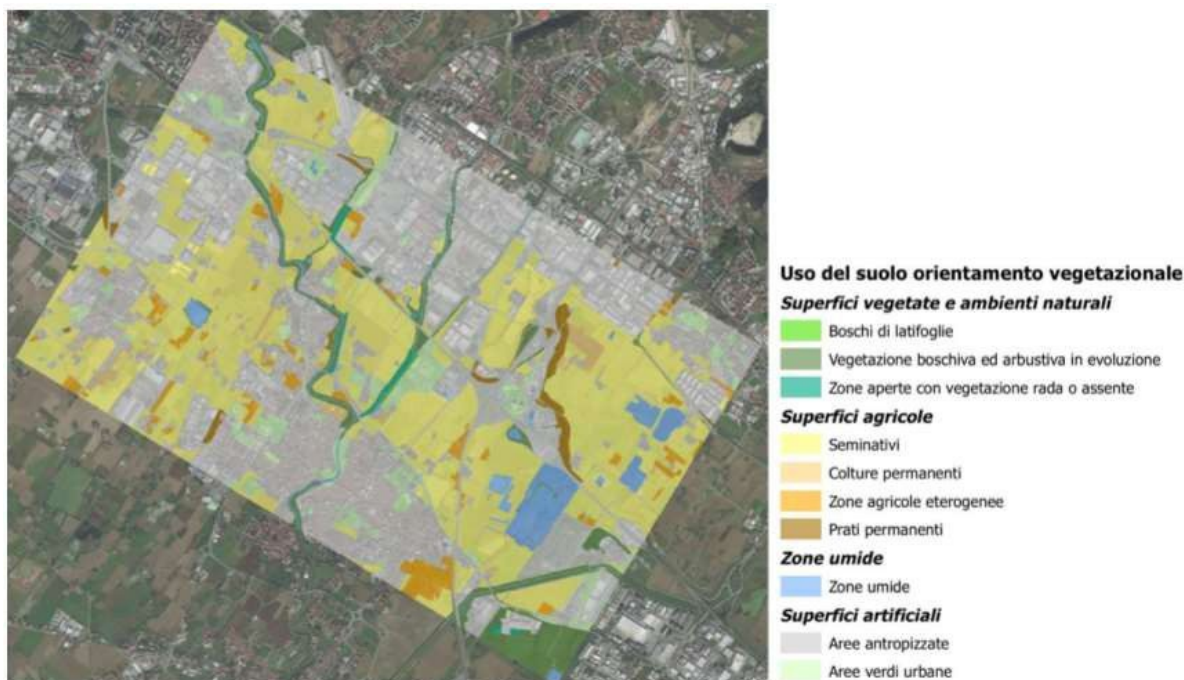 Uso del suolo orientamento vegetazionale
Superfici vegetate e ambienti naturali
Boschi di latifoglie
Vegetazione boschiva ed arbustiva in evoluzione
Zone aperte con vegetazione rada o assente
Superfici agricole
Seminativi
Colture permanenti
Zone agricole eterogenee
Prati permanenti
Zone umide
Zone umide
Superfici artificiali
Aree antropizzate
Aree verdi urbane